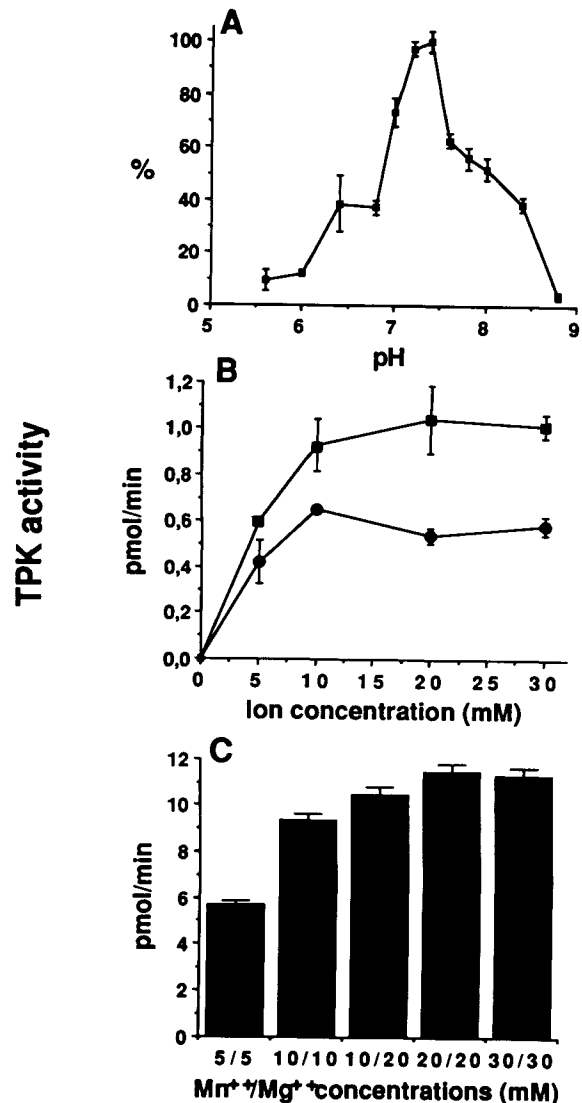 A
100
80
60
%
40
20
0
5 6 7 8 9
pH
TPK activity
B
1,2
1,0
0,8
0,6
0,4
0,2
0,0
pmol/min
0 5 10 15 20 25 30
Ion concentration (mM)
C
12
10
8
6
4
2
0
pmol/min
5/5 10/10 10/20 20/20 30/30
Mn++/Mg++concentrations (mM)